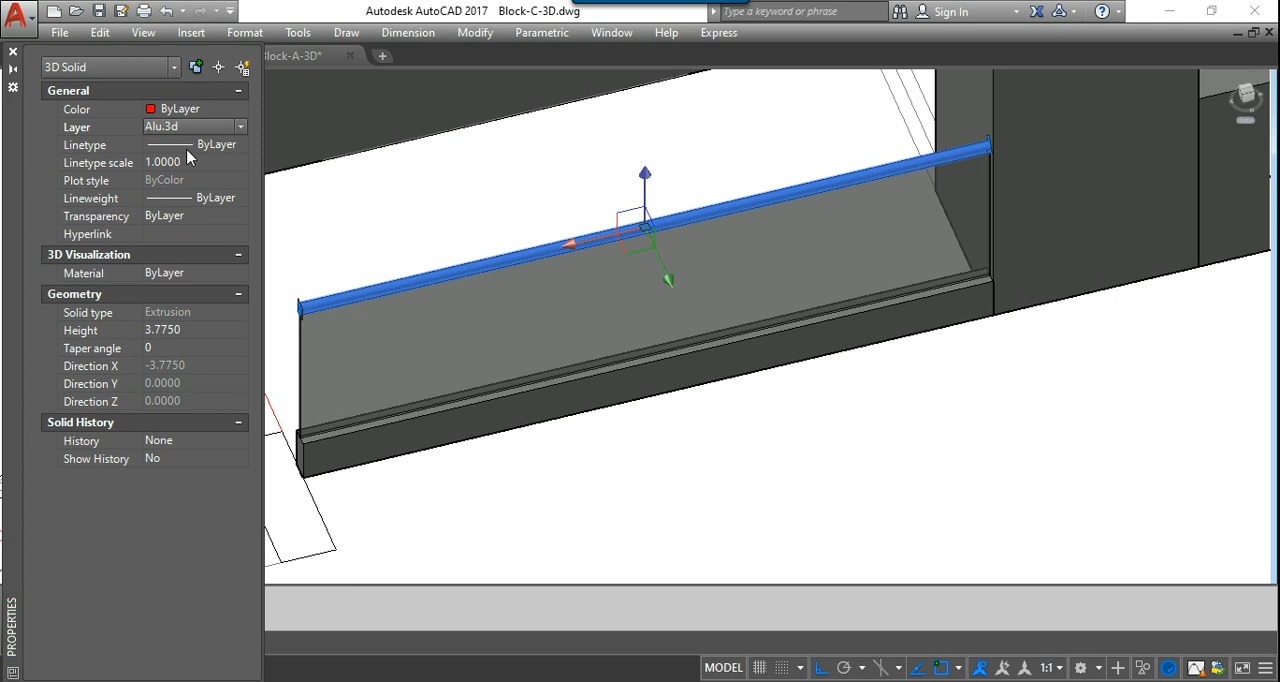 Autodesk AutoCAD 2017 Block-C-3D.dwg
Type a keyword or phrase
Sign In
File Edit View Insert Format Tools Draw Dimension Modify Parametric Window Help Express
Block-A-3D*
3D Solid
General
Color ByLayer
Layer Alu.3d
Linetype ByLayer
Linetype scale 1.0000
Plot style ByColor
Lineweight ByLayer
Transparency ByLayer
Hyperlink
3D Visualization
Material ByLayer
Geometry
Solid type Extrusion
Height 3.7750
Taper angle 0
Direction X -3.7750
Direction Y 0.0000
Direction Z 0.0000
Solid History
History None
Show History No
PROPERTIES
MODEL 1:1